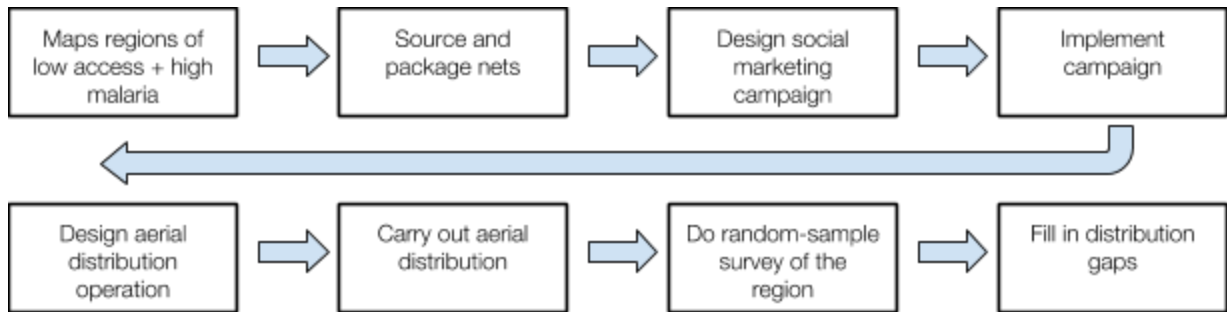 Maps regions of
low access + high
malaria
Source and
package nets
Design social
marketing
campaign
Implement
campaign
Design aerial
distribution
operation
Carry out aerial
distribution
Do random-sample
survey of the
region
Fill in distribution
gaps